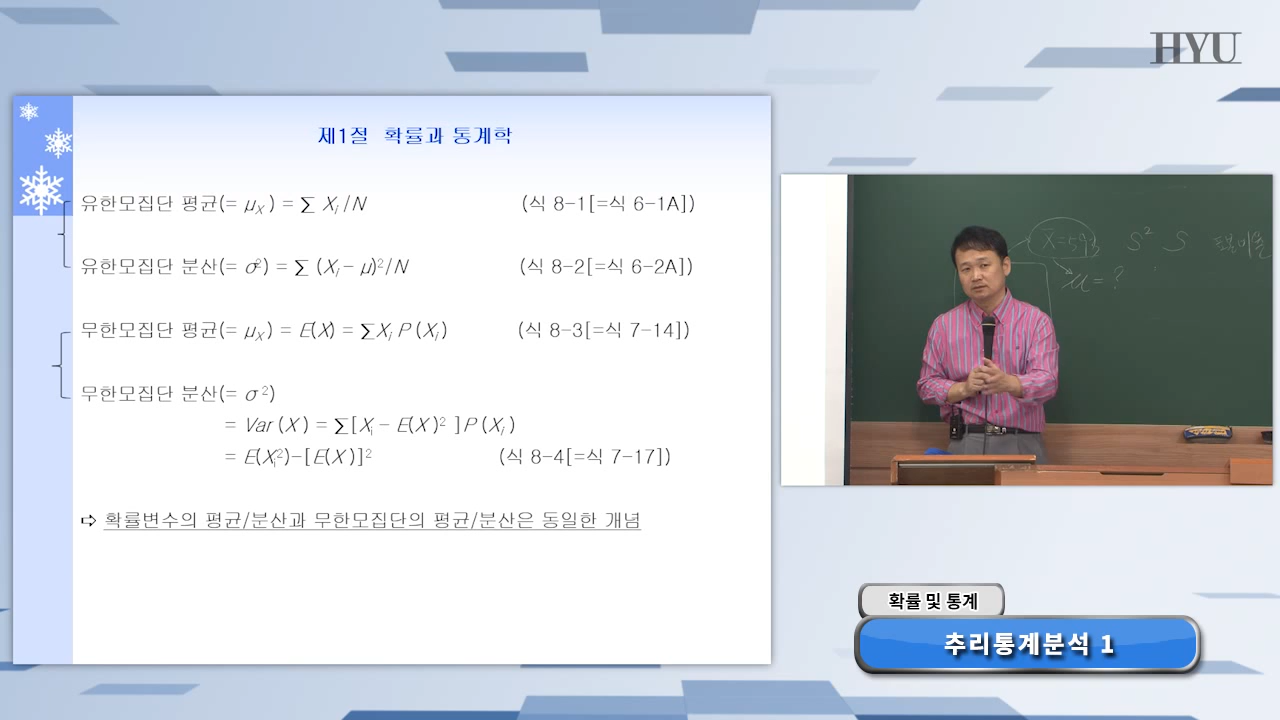 HYU
제1절 확률과 통계학
유한모집단 평균(= μX ) = ∑ Xi /N (식 8-1[=식 6-1A])
유한모집단 분산(= σ²) = ∑ (Xi - μ)²/N (식 8-2[=식 6-2A])
무한모집단 평균(= μX ) = E(X) = ∑Xi P (Xi ) (식 8-3[=식 7-14])
무한모집단 분산(= σ ²)
= Var (X ) = ∑[Xi - E(X )² ]P (Xi )
= E(Xi²)-[E(X )]² (식 8-4[=식 7-17])
⇨ 확률변수의 평균/분산과 무한모집단의 평균/분산은 동일한 개념
S² S
μ = ?
확률 및 통계
추리통계분석 1